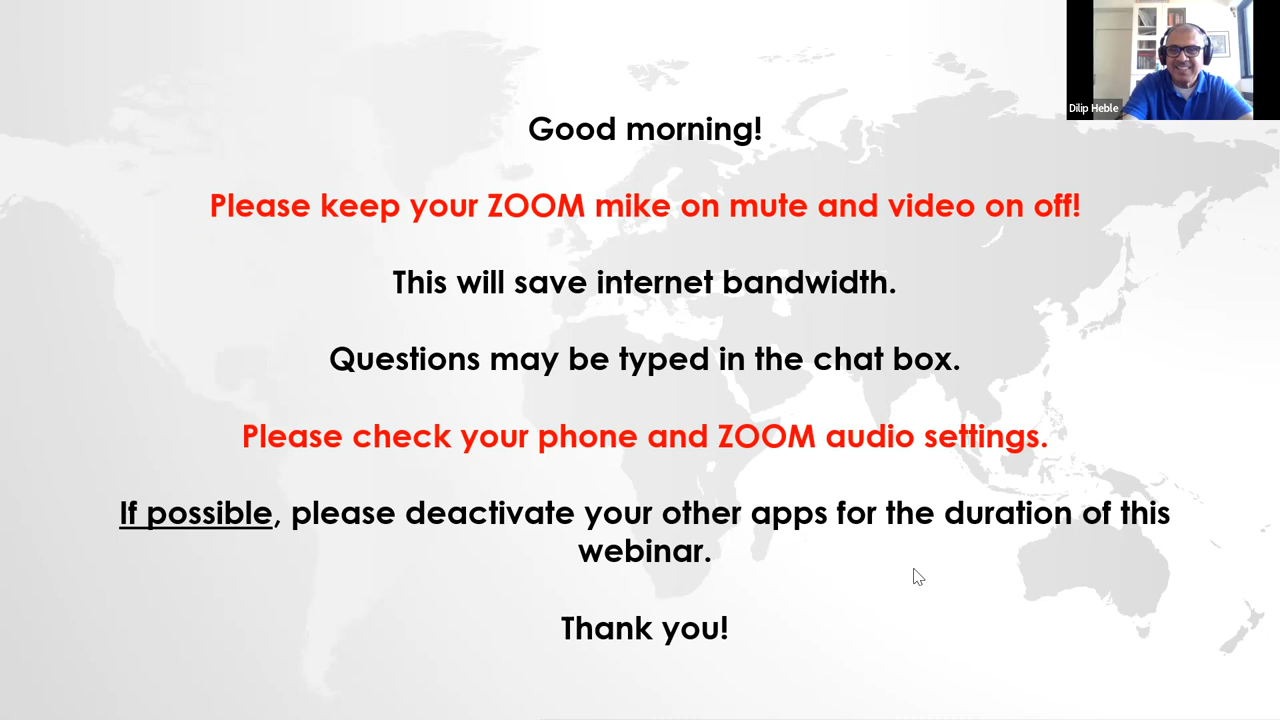 Dilip Heble
Good morning!
Please keep your ZOOM mike on mute and video on off!
This will save internet bandwidth.
Questions may be typed in the chat box.
Please check your phone and ZOOM audio settings.
If possible, please deactivate your other apps for the duration of this
webinar.
Thank you!